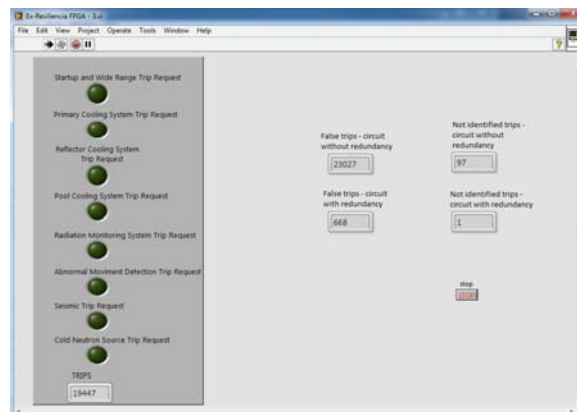 Ex-Resiliencia FPGA - 3.vi
File Edit View Project Operate Tools Window Help
Startup and Wide Range Trip Request
Primary Cooling System Trip Request
Reflector Cooling System
Trip Request
Pool Cooling System Trip Request
Radiation Monitoring System Trip Request
Abnormal Moviment Detection Trip Request
Seismic Trip Request
Cold Neutron Source Trip Request
TRIPS
19447
False trips - circuit
without redundancy
23027
Not identified trips -
circuit without
redundancy
97
False trips - circuit
with redundancy
668
Not identified trips -
circuit with redundancy
1
stop
STOP